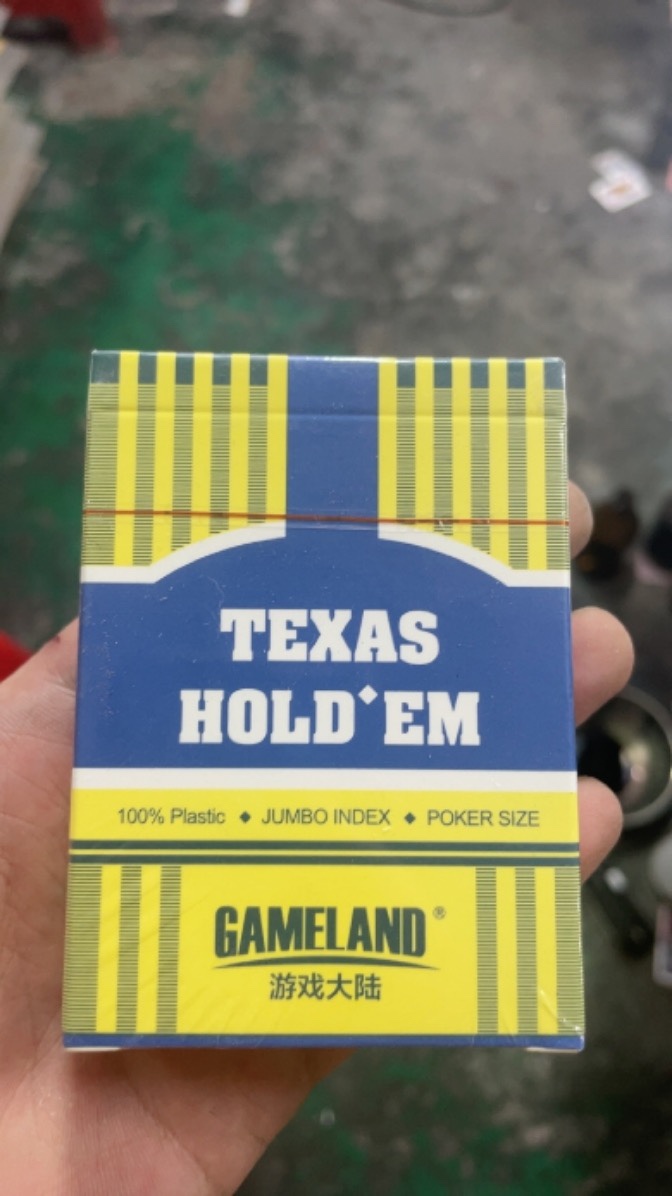 TEXAS
HOLD'EM
100% Plastic ◆ JUMBO INDEX ◆ POKER SIZE
GAMELAND®
游戏大陆